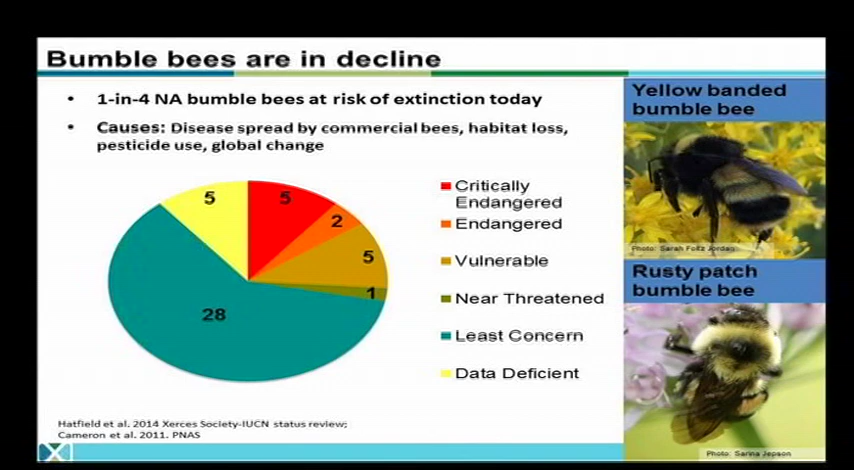 Bumble bees are in decline
• 1-in-4 NA bumble bees at risk of extinction today
• Causes: Disease spread by commercial bees, habitat loss,
pesticide use, global change
5
5
2
5
1
28
Critically
Endangered
Endangered
Vulnerable
Near Threatened
Least Concern
Data Deficient
Hatfield et al. 2014 Xerces Society-IUCN status review;
Cameron et al. 2011. PNAS
X
Yellow banded
bumble bee
Photo: Sarah Foltz Jordan
Rusty patch
bumble bee
Photo: Sarina Jepson